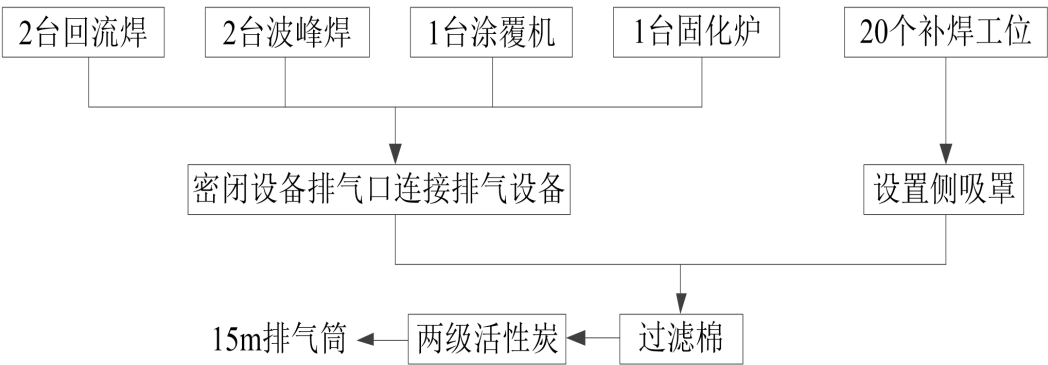 2台回流焊
2台波峰焊
1台涂覆机
1台固化炉
20个补焊工位
密闭设备排气口连接排气设备
设置侧吸罩
15m排气筒
两级活性炭
过滤棉